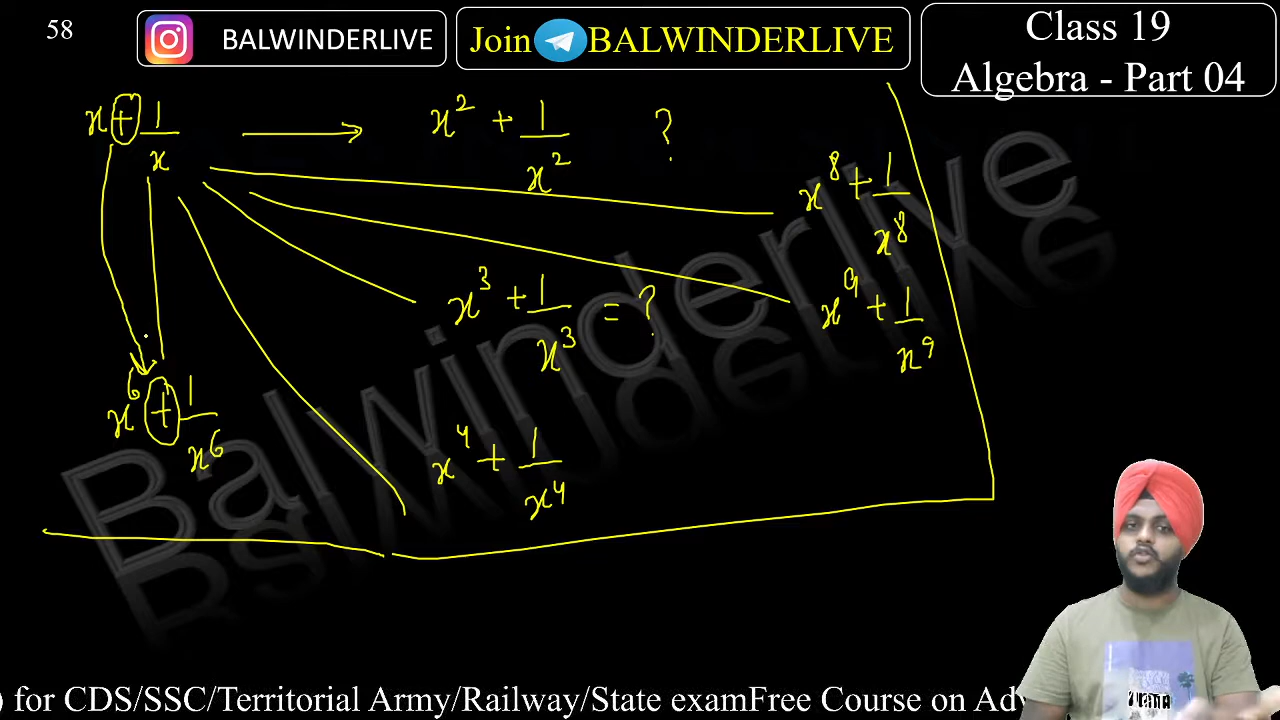 58
BALWINDERLIVE
Join BALWINDERLIVE
Class 19
Algebra - Part 04
x + 1/x → x² + 1/x² ?
x⁸ + 1/x⁸
x³ + 1/x³ = ?
x⁹ + 1/x⁹
x⁶ + 1/x⁶
x⁴ + 1/x⁴
Balwinderlive
) for CDS/SSC/Territorial Army/Railway/State examFree Course on Adv